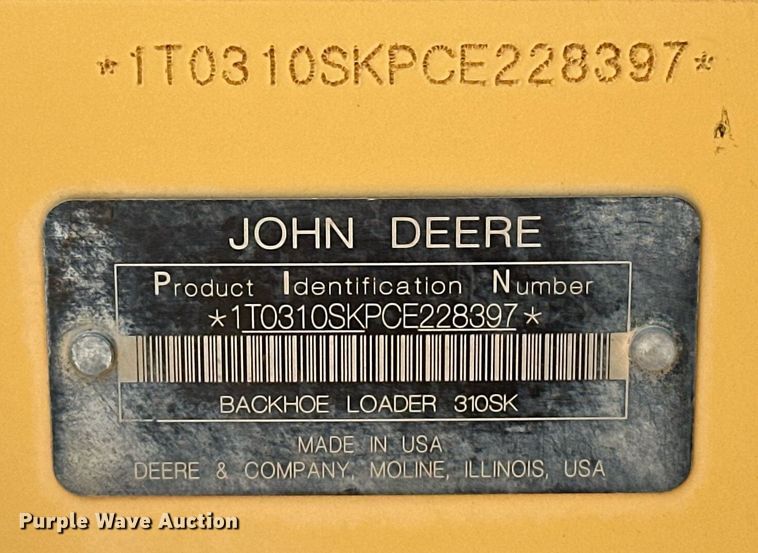 *1T0310SKPCE228397*
JOHN DEERE
Product Identification Number
*1T0310SKPCE228397*
BACKHOE LOADER 310SK
MADE IN USA
DEERE & COMPANY, MOLINE, ILLINOIS, USA
Purple Wave Auction